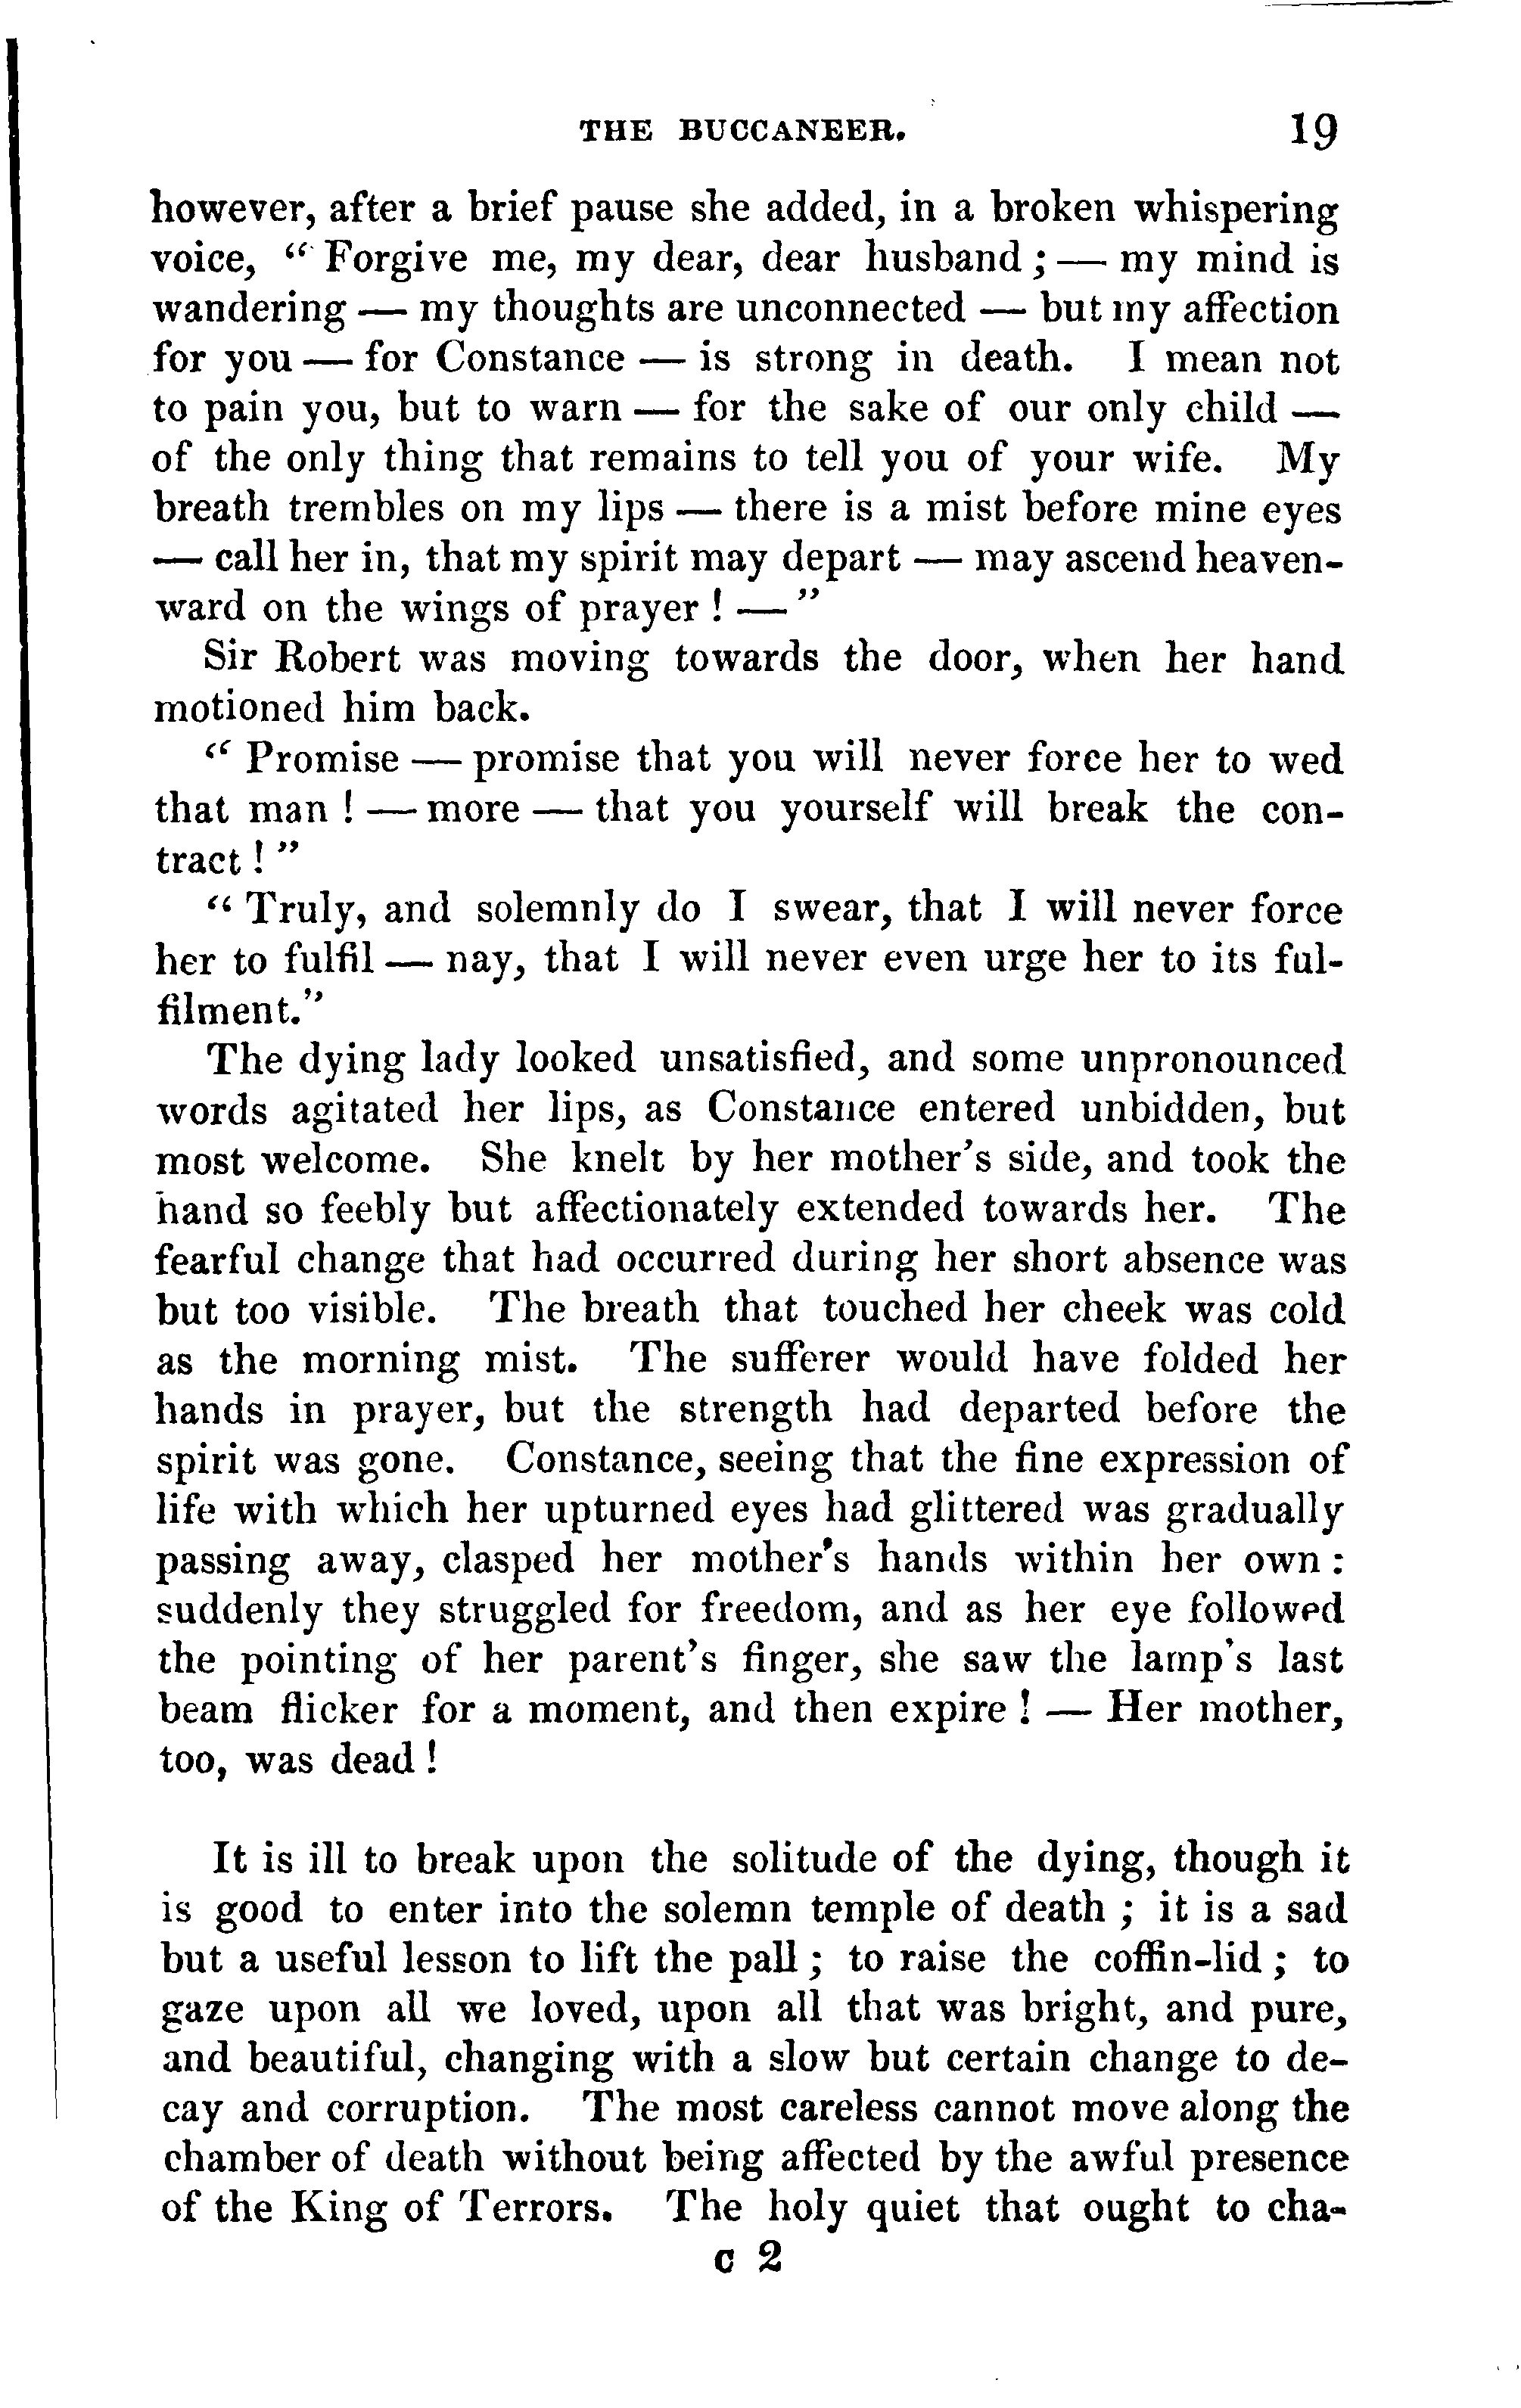 THE BUCCANEER. 19
however, after a brief pause she added, in a broken whispering
voice, “ Forgive me, my dear, dear husband ; — my mind is
wandering — my thoughts are unconnected — but my affection
for you — for Constance — is strong in death. I mean not
to pain you, but to warn — for the sake of our only child —
of the only thing that remains to tell you of your wife. My
breath trembles on my lips — there is a mist before mine eyes
— call her in, that my spirit may depart — may ascend heaven-
ward on the wings of prayer ! — ”
Sir Robert was moving towards the door, when her hand
motioned him back.
“ Promise — promise that you will never force her to wed
that man ! — more — that you yourself will break the con-
tract ! ”
“ Truly, and solemnly do I swear, that I will never force
her to fulfil — nay, that I will never even urge her to its ful-
filment.”
The dying lady looked unsatisfied, and some unpronounced
words agitated her lips, as Constance entered unbidden, but
most welcome. She knelt by her mother’s side, and took the
hand so feebly but affectionately extended towards her. The
fearful change that had occurred during her short absence was
but too visible. The breath that touched her cheek was cold
as the morning mist. The sufferer would have folded her
hands in prayer, but the strength had departed before the
spirit was gone. Constance, seeing that the fine expression of
life with which her upturned eyes had glittered was gradually
passing away, clasped her mother’s hands within her own :
suddenly they struggled for freedom, and as her eye followed
the pointing of her parent’s finger, she saw the lamp’s last
beam flicker for a moment, and then expire ! — Her mother,
too, was dead !
It is ill to break upon the solitude of the dying, though it
is good to enter into the solemn temple of death ; it is a sad
but a useful lesson to lift the pall ; to raise the coffin-lid ; to
gaze upon all we loved, upon all that was bright, and pure,
and beautiful, changing with a slow but certain change to de-
cay and corruption. The most careless cannot move along the
chamber of death without being affected by the awful presence
of the King of Terrors. The holy quiet that ought to cha-
C 2